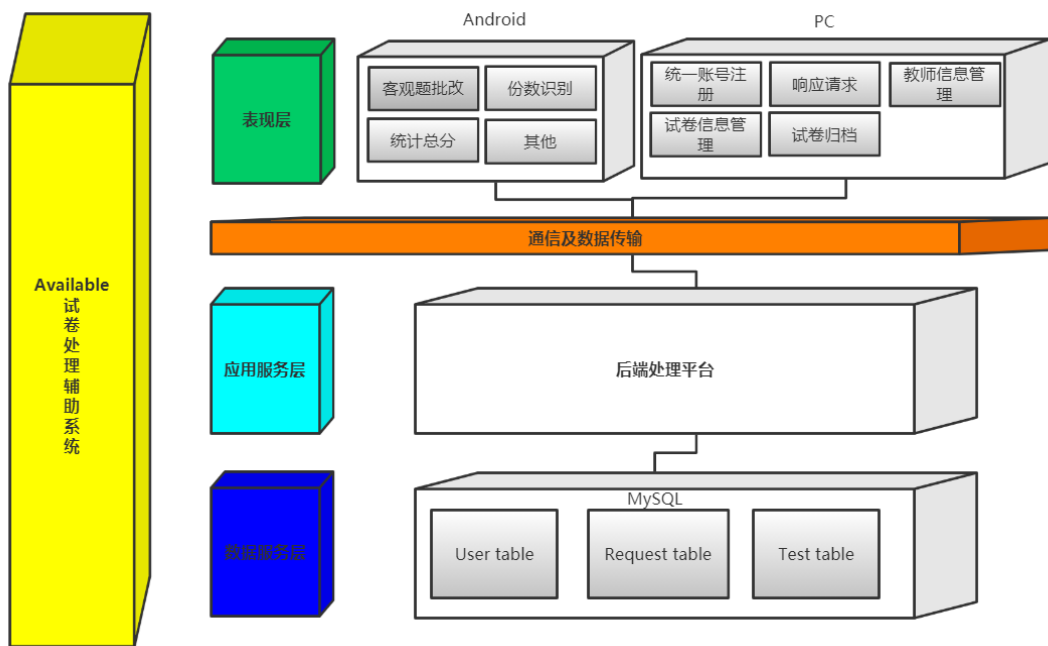 Android
PC
客观题批改
份数识别
统一账号注
册
响应请求
教师信息管
理
表现层
统计总分
其他
试卷信息管
理
试卷归档
通信及数据传输
Available
试
卷
处
理
辅
助
系
统
应用服务层
后端处理平台
MySQL
数据服务层
User table
Request table
Test table